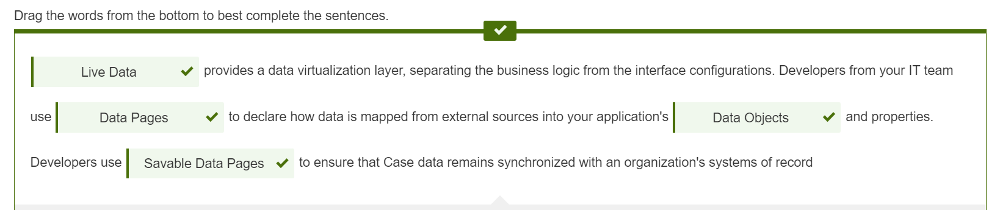 Drag the words from the bottom to best complete the sentences.
Live Data provides a data virtualization layer, separating the business logic from the interface configurations. Developers from your IT team
use Data Pages to declare how data is mapped from external sources into your application's Data Objects and properties.
Developers use Savable Data Pages to ensure that Case data remains synchronized with an organization's systems of record